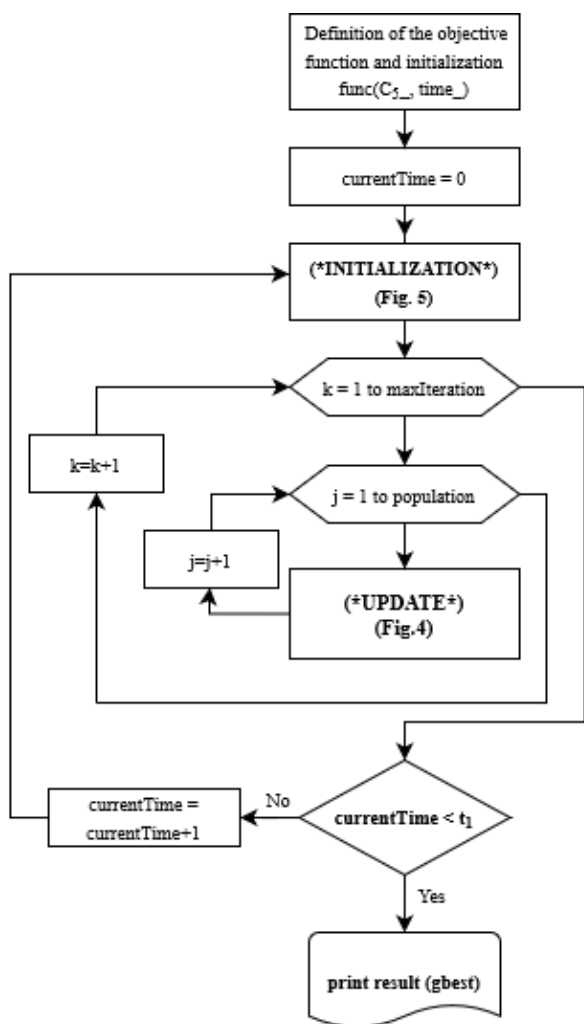 Definition of the objective
function and initialization
func(C₅_, time_)
currentTime = 0
(*INITIALIZATION*)
(Fig. 5)
k = 1 to maxIteration
k=k+1
j = 1 to population
j=j+1
(*UPDATE*)
(Fig.4)
currentTime =
currentTime+1
No
currentTime < t₁
Yes
print result (gbest)